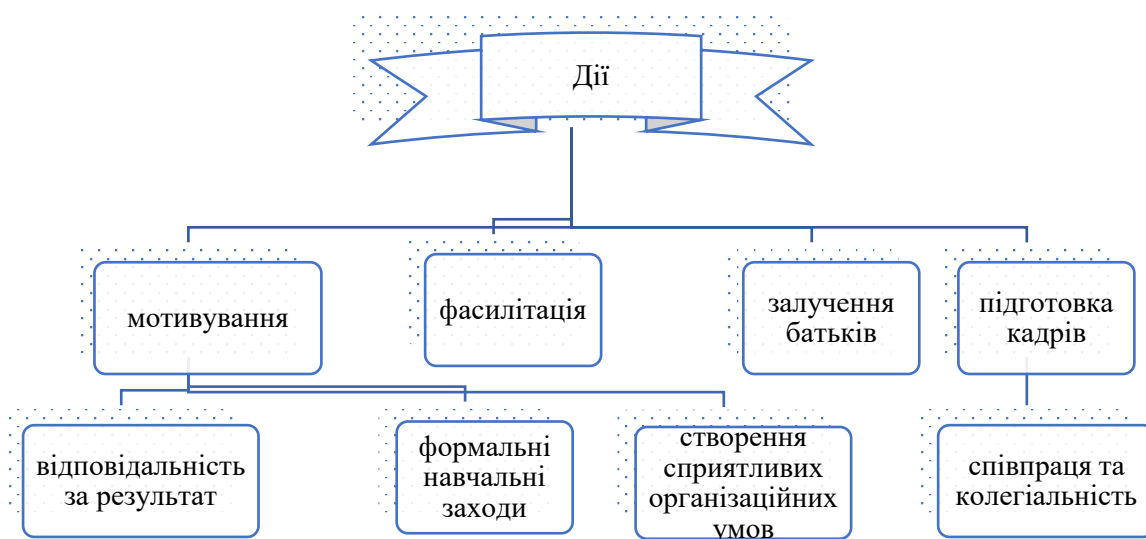 Дії
мотивування
фасилітація
залучення
батьків
підготовка
кадрів
відповідальність
за результат
формальні
навчальні
заходи
створення
сприятливих
організаційних
умов
співпраця та
колегіальність